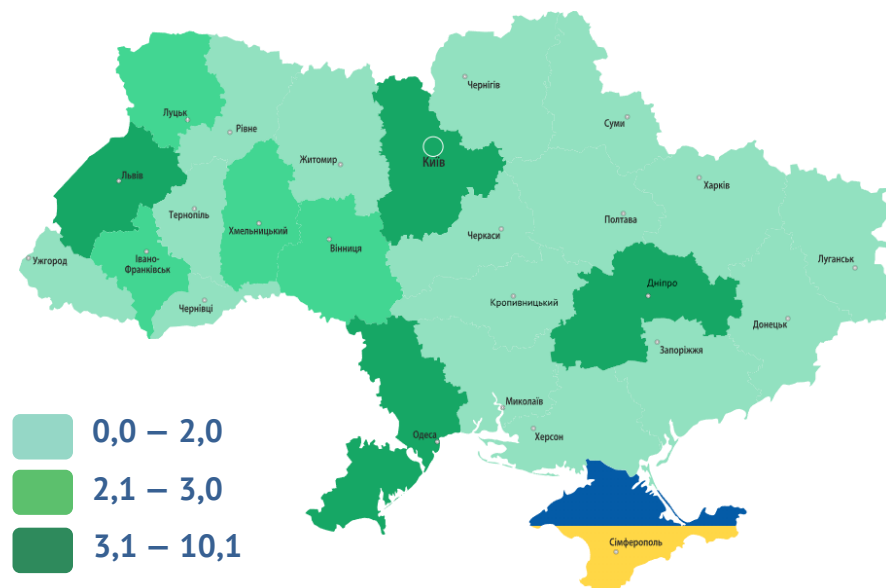 Чернігів
Луцьк
Суми
Рівне
Житомир
Київ
Львів
Харків
Тернопіль
Полтава
Хмельницький
Черкаси
Вінниця
Ужгород
Івано-
Франківськ
Луганськ
Дніпро
Чернівці
Кропивницький
Донецьк
Запоріжжя
Миколаїв
Одеса
Херсон
Сімферополь
0,0 — 2,0
2,1 — 3,0
3,1 — 10,1